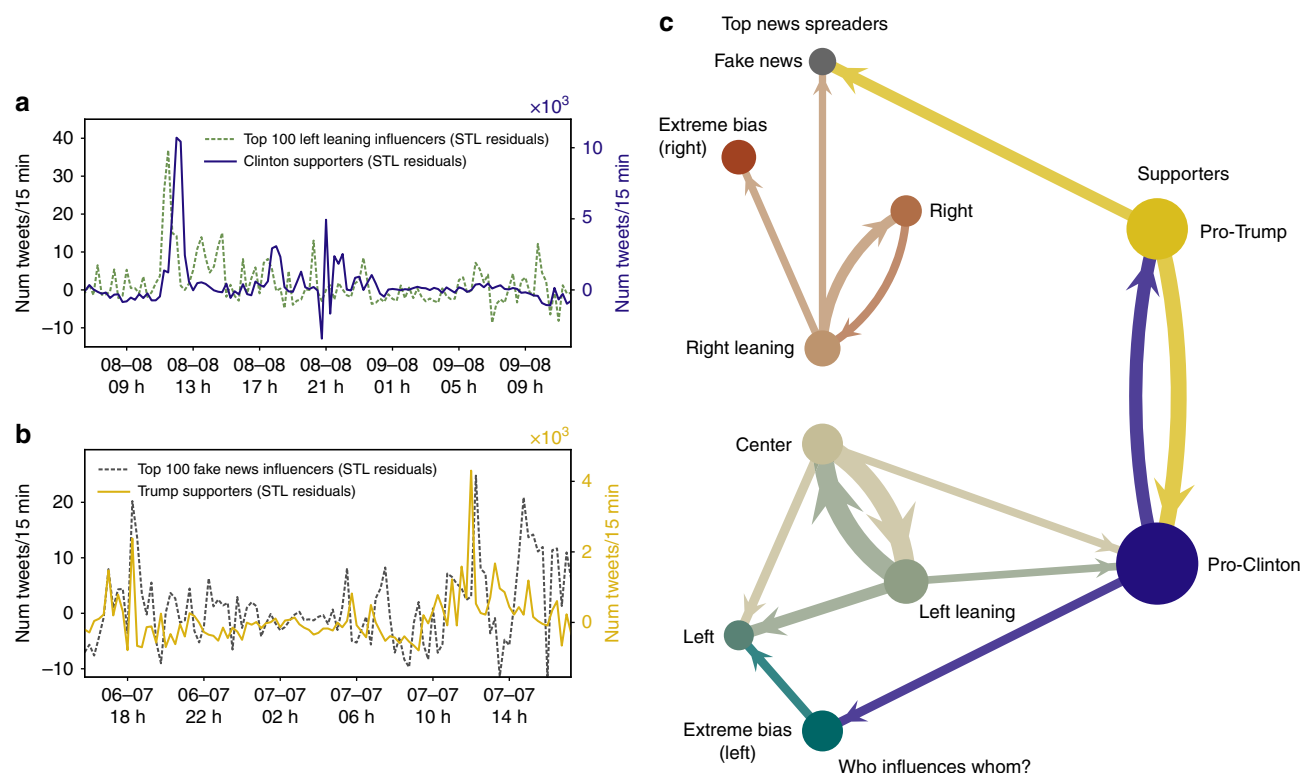 a
×10³
Top 100 left leaning influencers (STL residuals)
Clinton supporters (STL residuals)
Num tweets/15 min
40
30
20
10
0
−10
10
5
0
Num tweets/15 min
08–08
09 h
08–08
13 h
08–08
17 h
08–08
21 h
09–08
01 h
09–08
05 h
09–08
09 h
b
×10³
Top 100 fake news influencers (STL residuals)
Trump supporters (STL residuals)
Num tweets/15 min
20
10
0
−10
4
2
0
Num tweets/15 min
06–07
18 h
06–07
22 h
07–07
02 h
07–07
06 h
07–07
10 h
07–07
14 h
c
Top news spreaders
Fake news
Extreme bias
(right)
Right
Right leaning
Supporters
Pro-Trump
Center
Left leaning
Pro-Clinton
Left
Extreme bias
(left)
Who influences whom?